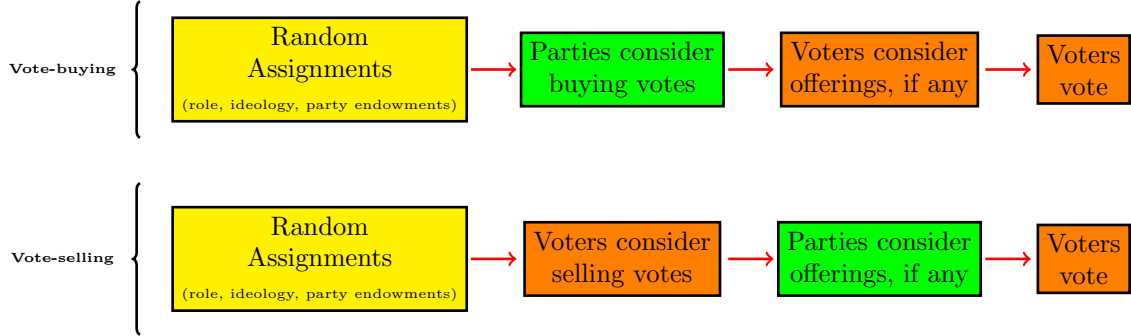 Vote-buying
Random
Assignments
(role, ideology, party endowments)
Parties consider
buying votes
Voters consider
offerings, if any
Voters
vote
Vote-selling
Random
Assignments
(role, ideology, party endowments)
Voters consider
selling votes
Parties consider
offerings, if any
Voters
vote